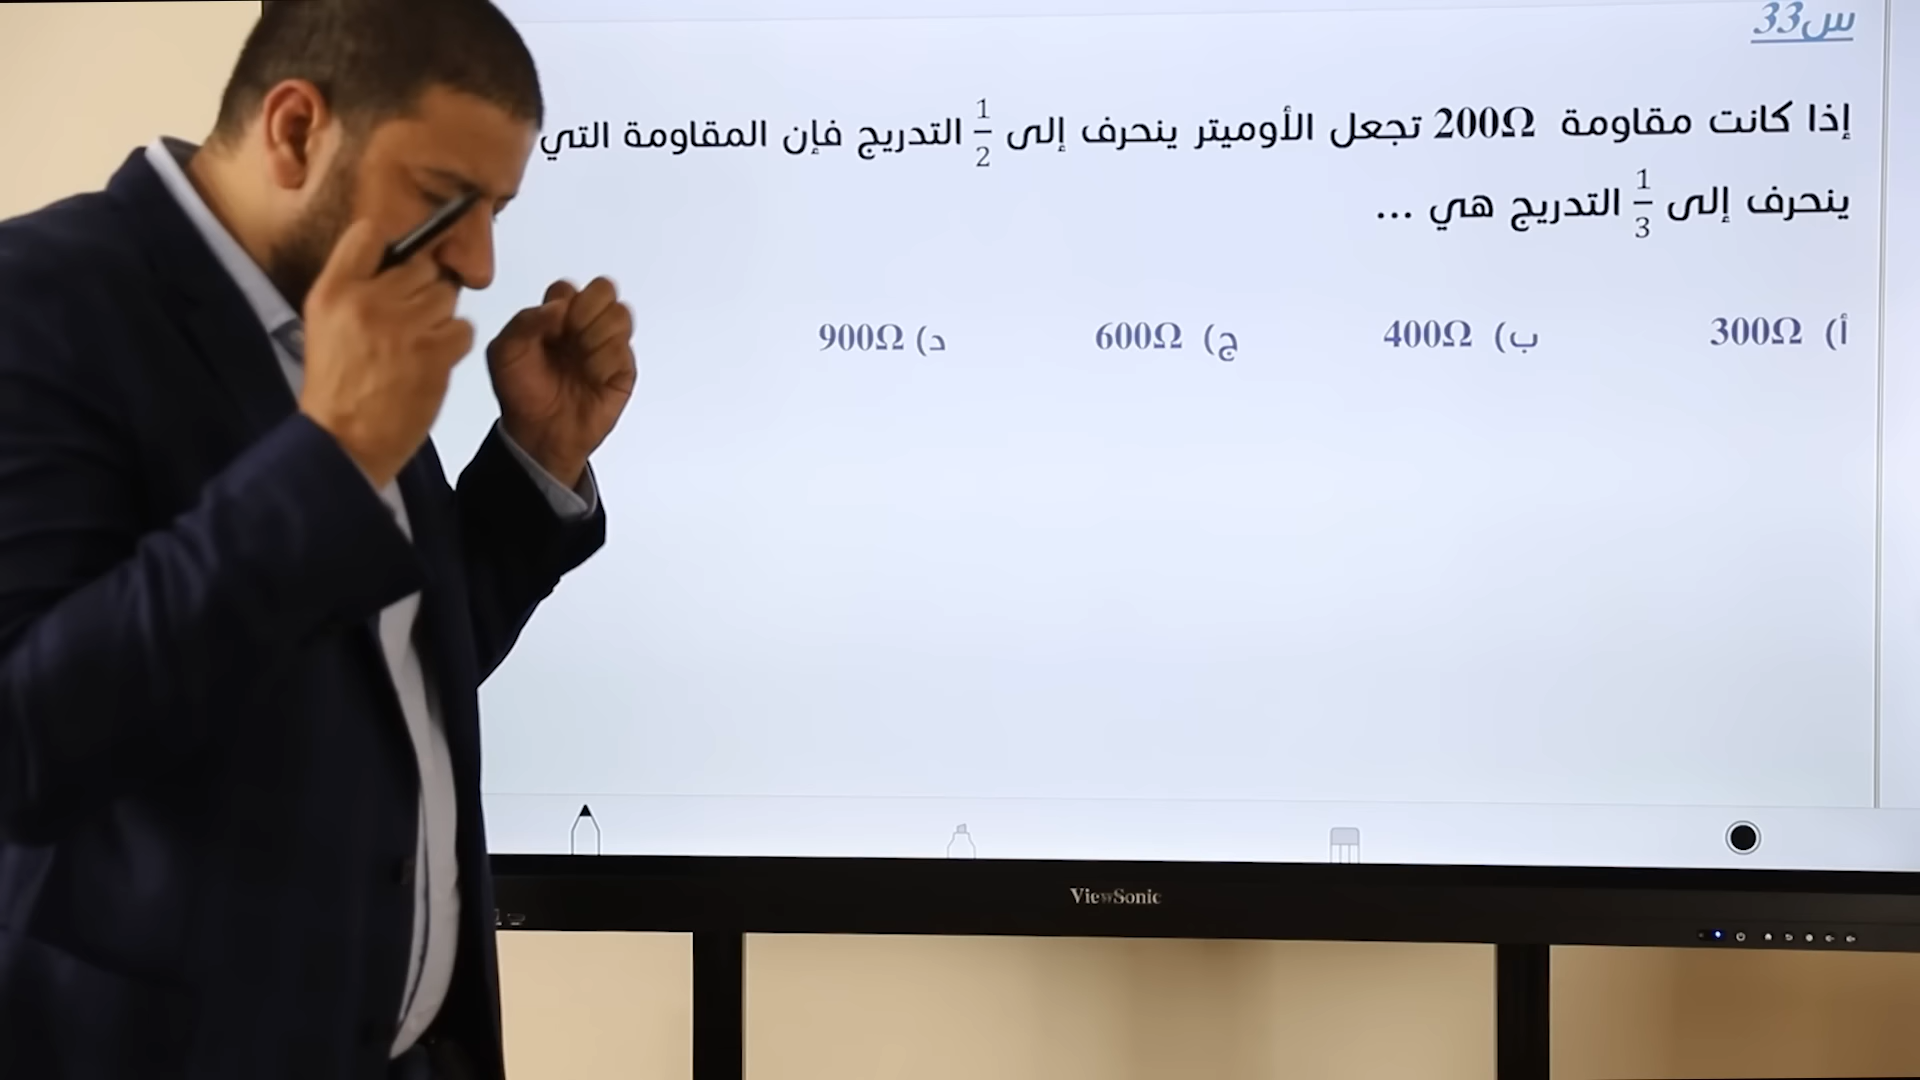 س33
إذا كانت مقاومة 200Ω تجعل الأوميتر ينحرف إلى 1/2 التدريج فإن المقاومة التي
ينحرف إلى 1/3 التدريج هي ...
أ) 300Ω ب) 400Ω ج) 600Ω د) 900Ω
ViewSonic